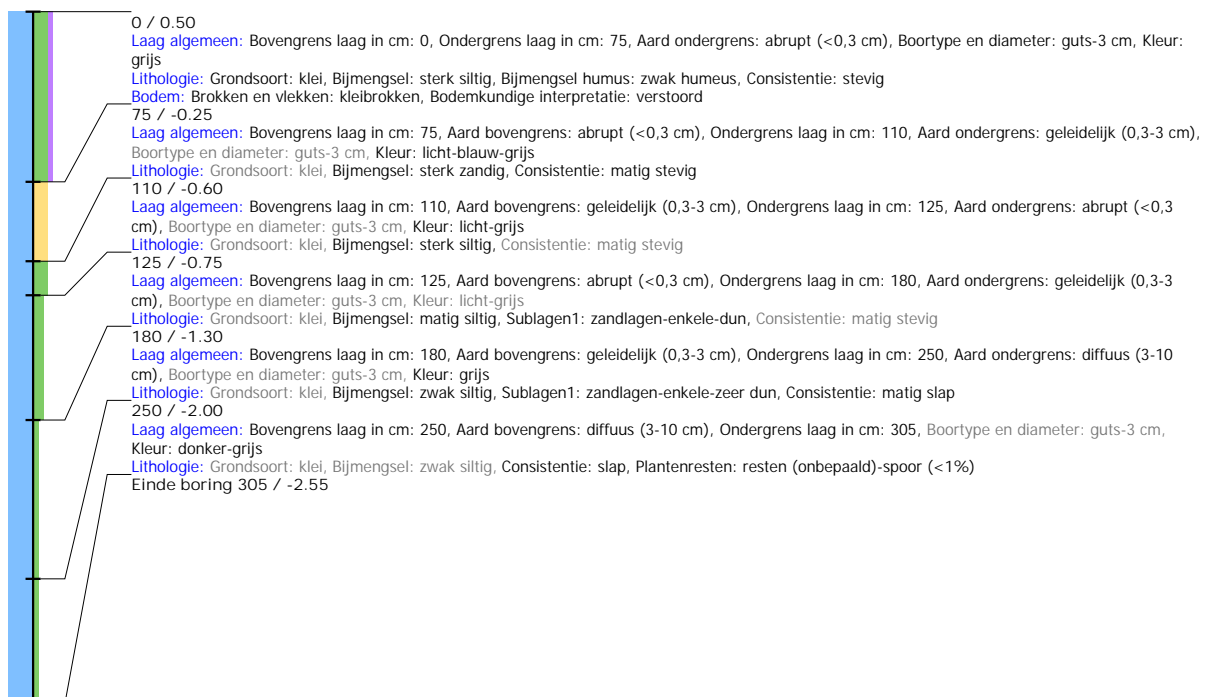 0 / 0.50
Laag algemeen: Bovengrens laag in cm: 0, Ondergrens laag in cm: 75, Aard ondergrens: abrupt (<0,3 cm), Boortype en diameter: guts-3 cm, Kleur:
grijs
Lithologie: Grondsoort: klei, Bijmengsel: sterk siltig, Bijmengsel humus: zwak humeus, Consistentie: stevig
Bodem: Brokken en vlekken: kleibrokken, Bodemkundige interpretatie: verstoord
75 / -0.25
Laag algemeen: Bovengrens laag in cm: 75, Aard bovengrens: abrupt (<0,3 cm), Ondergrens laag in cm: 110, Aard ondergrens: geleidelijk (0,3-3 cm),
Boortype en diameter: guts-3 cm, Kleur: licht-blauw-grijs
Lithologie: Grondsoort: klei, Bijmengsel: sterk zandig, Consistentie: matig stevig
110 / -0.60
Laag algemeen: Bovengrens laag in cm: 110, Aard bovengrens: geleidelijk (0,3-3 cm), Ondergrens laag in cm: 125, Aard ondergrens: abrupt (<0,3
cm), Boortype en diameter: guts-3 cm, Kleur: licht-grijs
Lithologie: Grondsoort: klei, Bijmengsel: sterk siltig, Consistentie: matig stevig
125 / -0.75
Laag algemeen: Bovengrens laag in cm: 125, Aard bovengrens: abrupt (<0,3 cm), Ondergrens laag in cm: 180, Aard ondergrens: geleidelijk (0,3-3
cm), Boortype en diameter: guts-3 cm, Kleur: licht-grijs
Lithologie: Grondsoort: klei, Bijmengsel: matig siltig, Sublagen1: zandlagen-enkele-dun, Consistentie: matig stevig
180 / -1.30
Laag algemeen: Bovengrens laag in cm: 180, Aard bovengrens: geleidelijk (0,3-3 cm), Ondergrens laag in cm: 250, Aard ondergrens: diffuus (3-10
cm), Boortype en diameter: guts-3 cm, Kleur: grijs
Lithologie: Grondsoort: klei, Bijmengsel: zwak siltig, Sublagen1: zandlagen-enkele-zeer dun, Consistentie: matig slap
250 / -2.00
Laag algemeen: Bovengrens laag in cm: 250, Aard bovengrens: diffuus (3-10 cm), Ondergrens laag in cm: 305, Boortype en diameter: guts-3 cm,
Kleur: donker-grijs
Lithologie: Grondsoort: klei, Bijmengsel: zwak siltig, Consistentie: slap, Plantenresten: resten (onbepaald)-spoor (<1%)
Einde boring 305 / -2.55